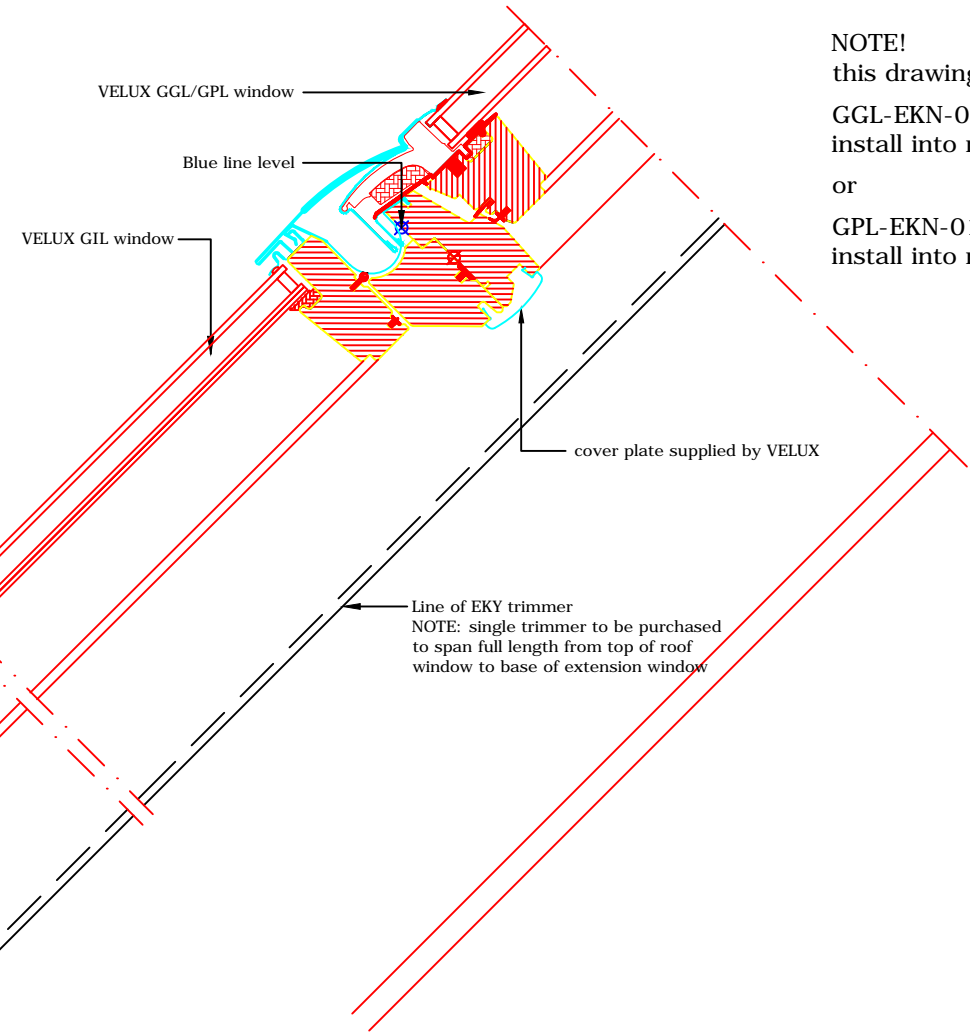 NOTE!
this drawing
GGL-EKN-0
install into
or
GPL-EKN-01
install into
VELUX GGL/GPL window
Blue line level
VELUX GIL window
cover plate supplied by VELUX
Line of EKY trimmer
NOTE: single trimmer to be purchased
to span full length from top of roof
window to base of extension window